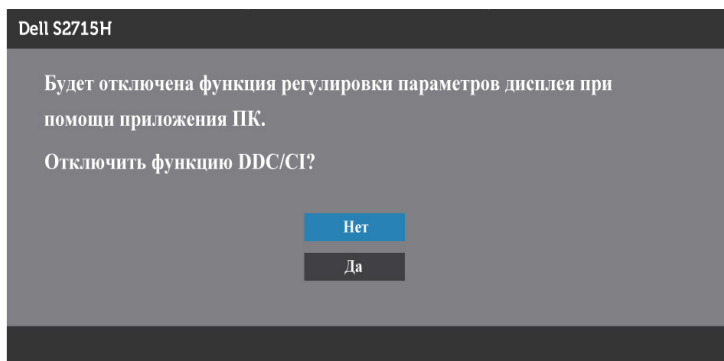 Dell S2715H
Будет отключена функция регулировки параметров дисплея при
помощи приложения ПК.
Отключить функцию DDC/CI?
Нет
Да